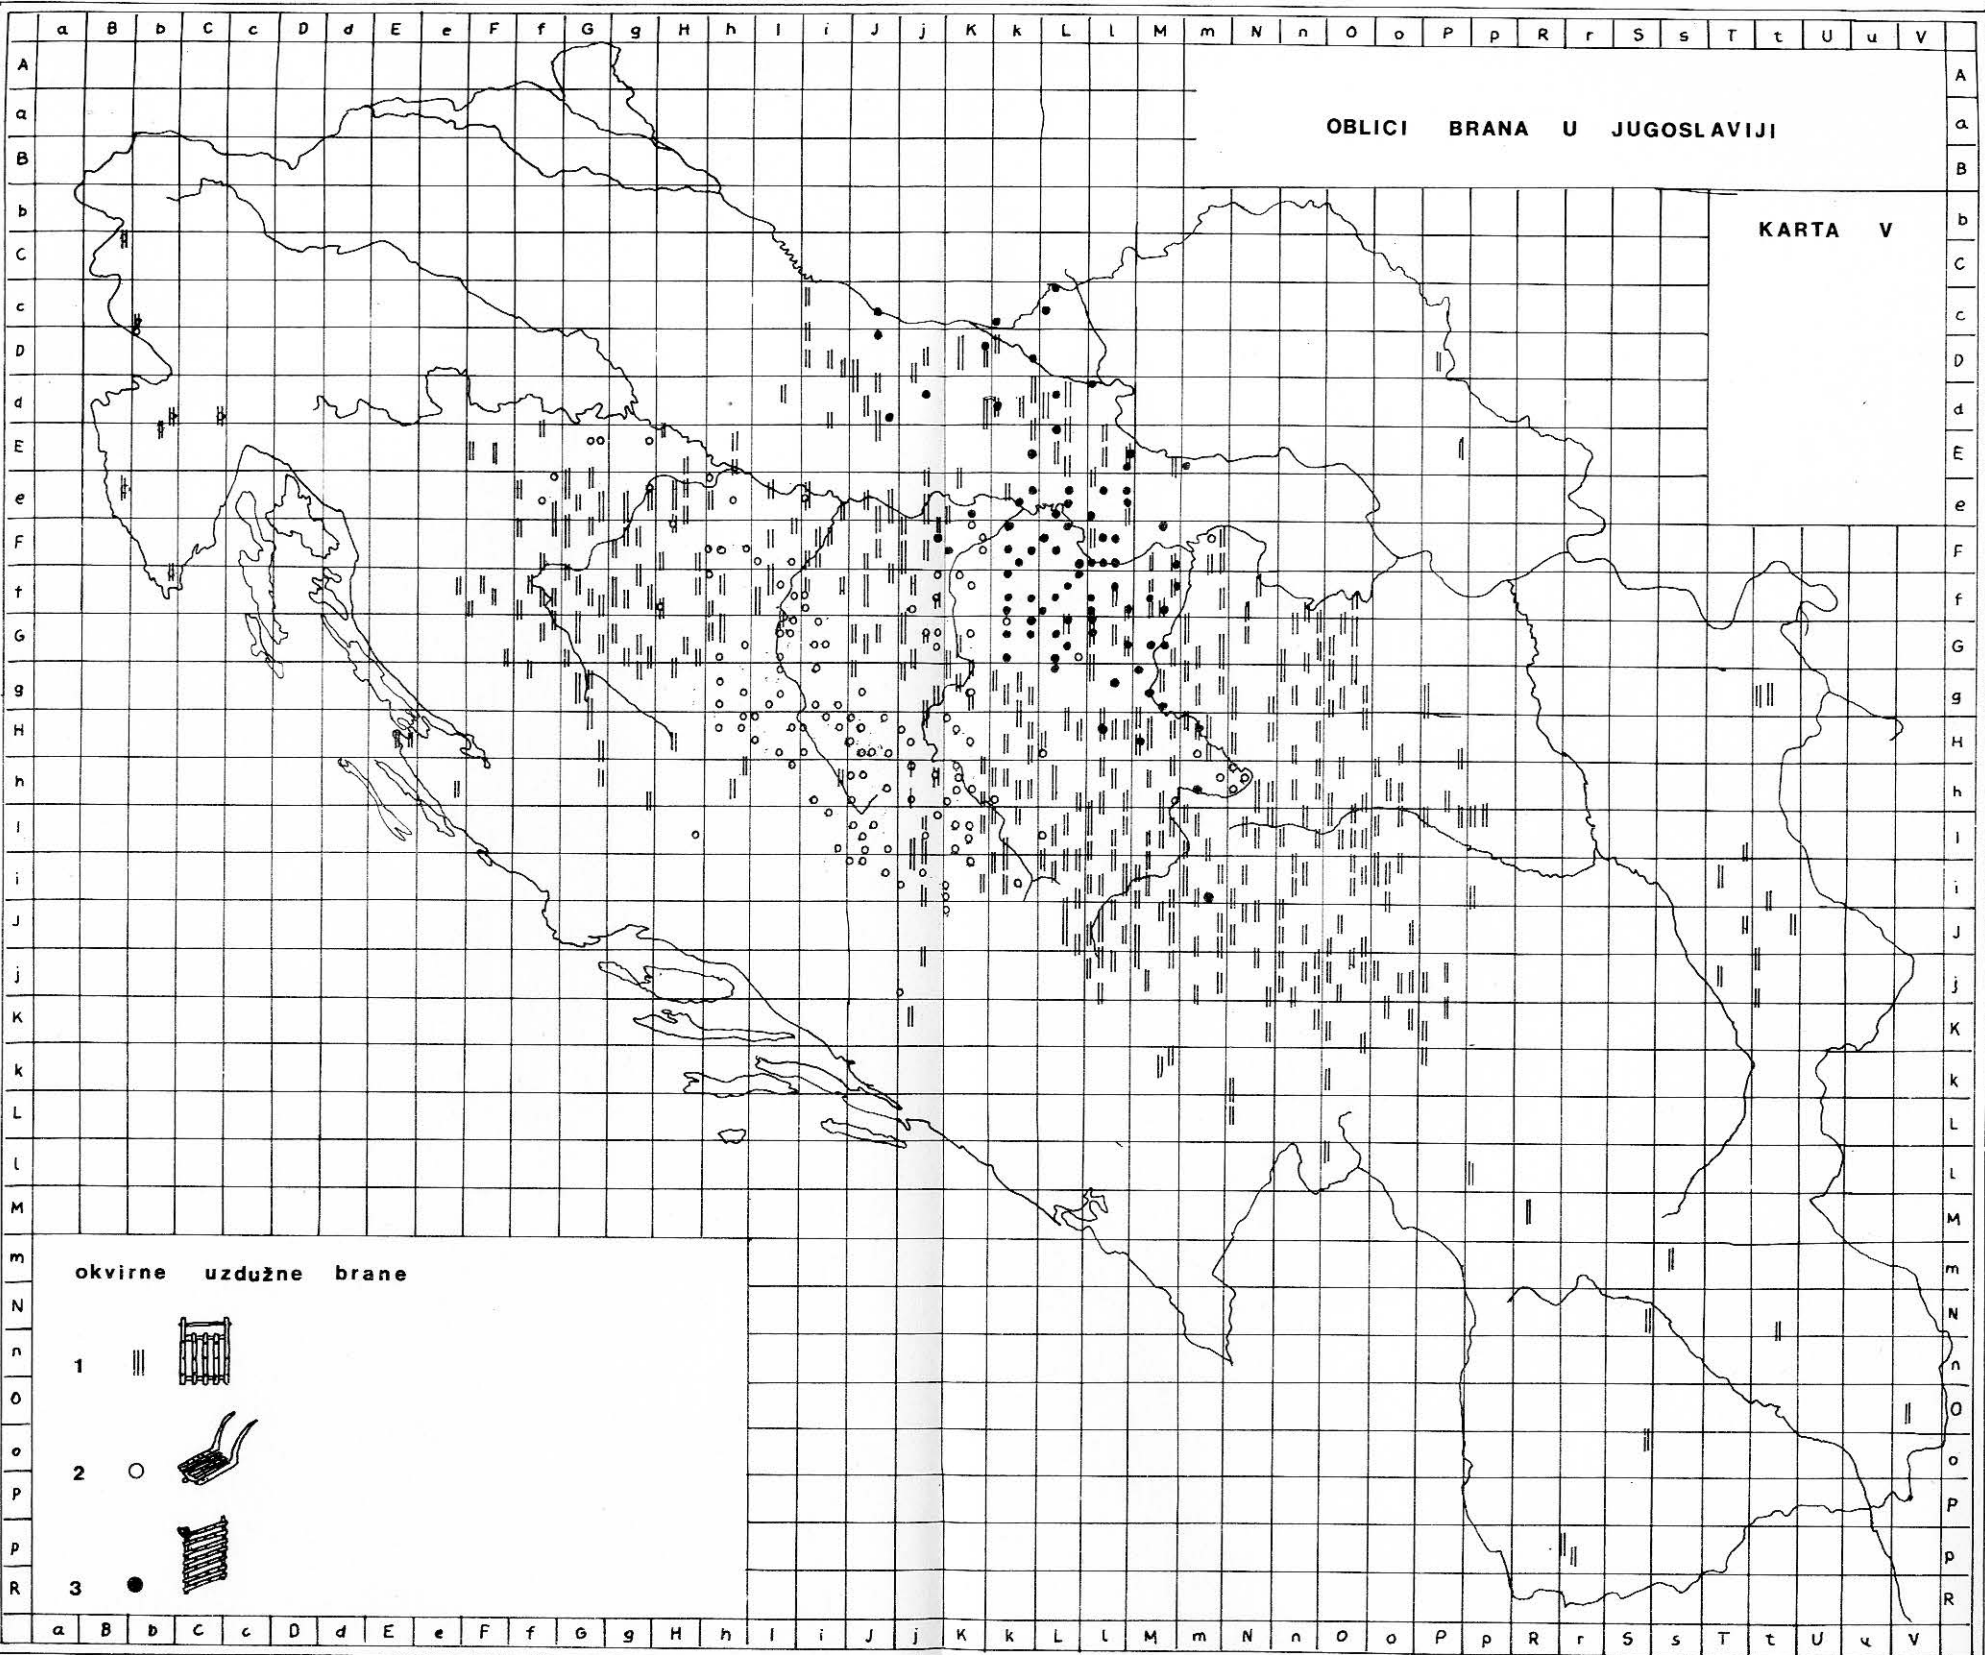 a B b C c D d E e F f G g H h I i J j K k L l M m N n O o P p R r S s T t U u V
A A
a a
B B
b b
C C
c c
D D
d d
E E
e e
F F
f f
G G
g g
H H
h h
I I
i i
J J
j j
K K
k k
L L
l l
M M
m m
N N
n n
O O
o o
P P
p p
R R
OBLICI BRANA U JUGOSLAVIJI
KARTA V
okvirne uzdužne brane
1
2
3
a B b C c D d E e F f G g H h I i J j K k L l M m N n O o P p R r S s T t U u V